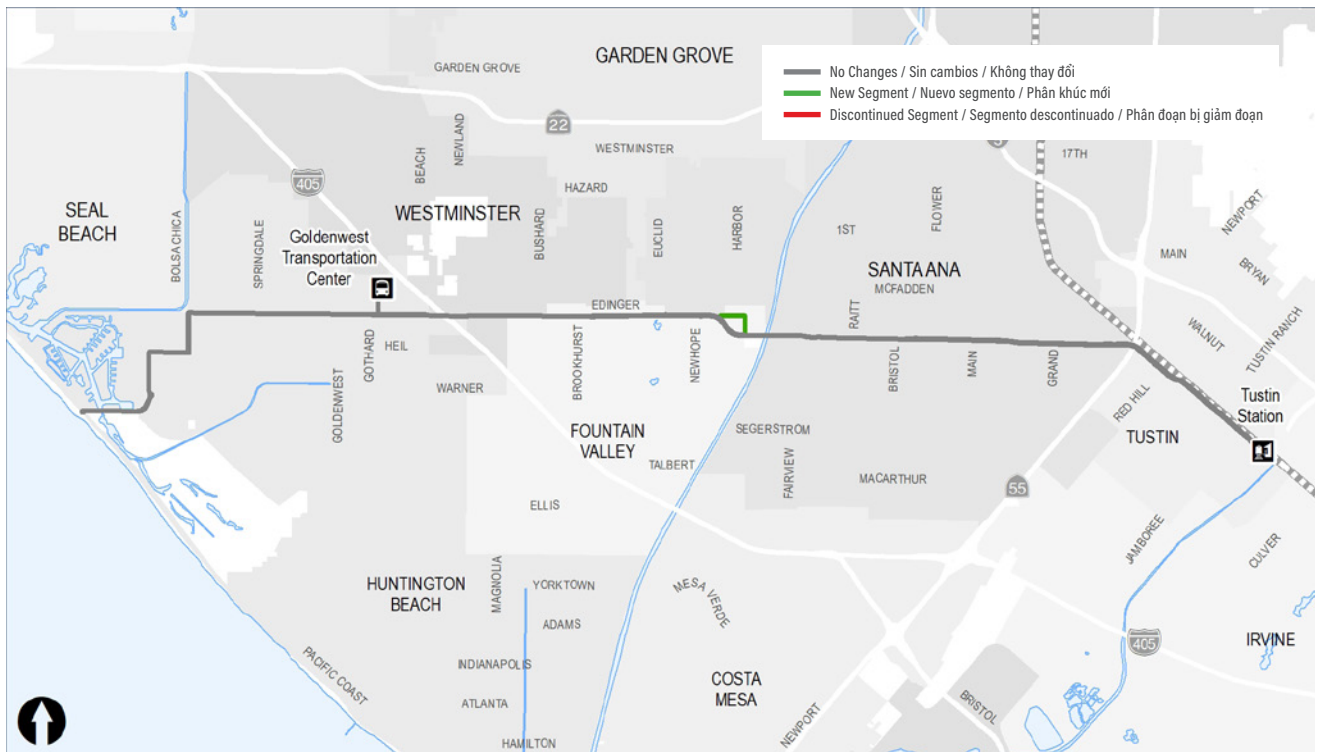 GARDEN GROVE
GARDEN GROVE
No Changes / Sin cambios / Không thay đổi
New Segment / Nuevo segmento / Phân khúc mới
Discontinued Segment / Segmento descontinuado / Phân đoạn bị giảm đoạn
22
WESTMINSTER
17TH
BEACH
NEWLAND
405
HAZARD
SEAL
BEACH
BOLSA CHICA
SPRINGDALE
WESTMINSTER
BUSHARD
EUCLID
HARBOR
FLOWER
1ST
NEWPORT
Goldenwest
Transportation
Center
MAIN
BRYAN
SANTA ANA
MCFADDEN
EDINGER
RAITT
WALNUT
TUSTIN RANCH
GOTHARD
HEIL
BROOKHURST
NEWHOPE
BRISTOL
MAIN
GRAND
WARNER
GOLDENWEST
RED HILL
Tustin
Station
FOUNTAIN
VALLEY
SEGERSTROM
TUSTIN
TALBERT
FAIRVIEW
MACARTHUR
55
ELLIS
JAMBOREE
CULVER
HUNTINGTON
BEACH
MAGNOLIA
YORKTOWN
MESA VERDE
ADAMS
405
IRVINE
PACIFIC COAST
INDIANAPOLIS
COSTA
MESA
ATLANTA
NEWPORT
BRISTOL
HAMILTON